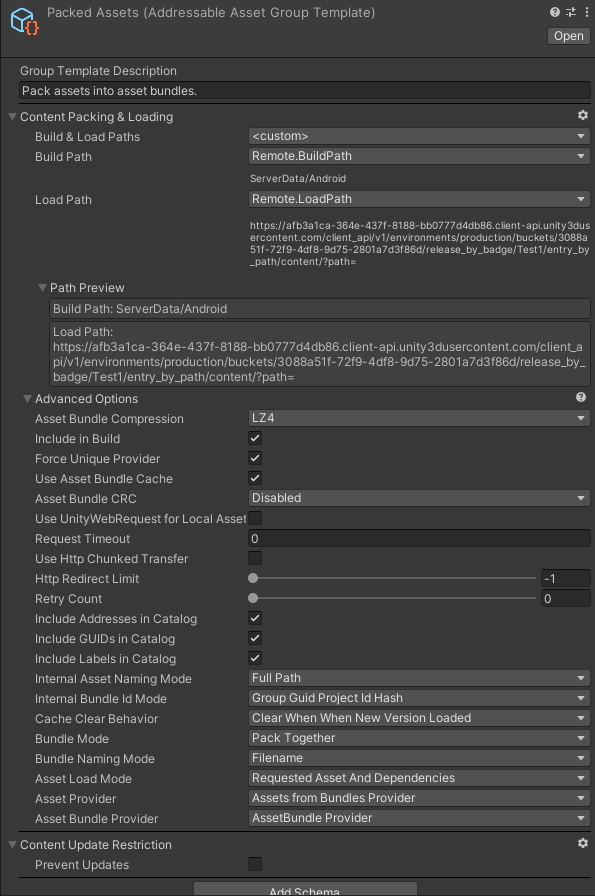 Packed Assets (Addressable Asset Group Template)
Open
Group Template Description
Pack assets into asset bundles.
Content Packing & Loading
Build & Load Paths <custom>
Build Path Remote.BuildPath
ServerData/Android
Load Path Remote.LoadPath
https://afb3a1ca-364e-437f-8188-bb0777d4db86.client-api.unity3dus
ercontent.com/client_api/v1/environments/production/buckets/3088a
51f-72f9-4df8-9d75-2801a7d3f86d/release_by_badge/Test1/entry_by
_path/content/?path=
Path Preview
Build Path: ServerData/Android
Load Path:
https://afb3a1ca-364e-437f-8188-bb0777d4db86.client-api.unity3dusercontent.com/client_a
pi/v1/environments/production/buckets/3088a51f-72f9-4df8-9d75-2801a7d3f86d/release_by_
badge/Test1/entry_by_path/content/?path=
Advanced Options
Asset Bundle Compression LZ4
Include in Build
Force Unique Provider
Use Asset Bundle Cache
Asset Bundle CRC Disabled
Use UnityWebRequest for Local Asset
Request Timeout 0
Use Http Chunked Transfer
Http Redirect Limit -1
Retry Count 0
Include Addresses in Catalog
Include GUIDs in Catalog
Include Labels in Catalog
Internal Asset Naming Mode Full Path
Internal Bundle Id Mode Group Guid Project Id Hash
Cache Clear Behavior Clear When When New Version Loaded
Bundle Mode Pack Together
Bundle Naming Mode Filename
Asset Load Mode Requested Asset And Dependencies
Asset Provider Assets from Bundles Provider
Asset Bundle Provider AssetBundle Provider
Content Update Restriction
Prevent Updates
Add Schema